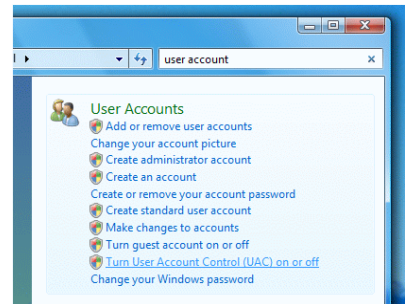 user account
User Accounts
Add or remove user accounts
Change your account picture
Create administrator account
Create an account
Create or remove your account password
Create standard user account
Make changes to accounts
Turn guest account on or off
Turn User Account Control (UAC) on or off
Change your Windows password